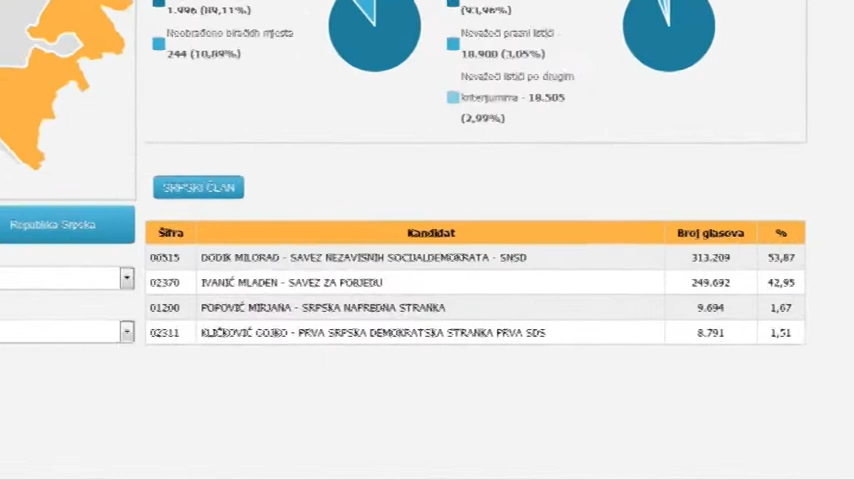 1.996 (89,11%)
Neobrađeno biračkih mjesta
244 (10,89%)
(93,96%)
Nevažeći prazni listići -
18.900 (3,05%)
Nevažeći listići po drugim
kriterijumima - 18.505
(2,99%)
SRPSKI ČLAN
Republika Srpska
Šifra Kandidat Broj glasova %
00515 DODIK MILORAD - SAVEZ NEZAVISNIH SOCIJALDEMOKRATA - SNSD 313.209 53,87
02370 IVANIĆ MLADEN - SAVEZ ZA POBJEDU 249.692 42,95
01200 POPOVIĆ MIRJANA - SRPSKA NAPREDNA STRANKA 9.694 1,67
02311 KLIČKOVIĆ GOJKO - PRVA SRPSKA DEMOKRATSKA STRANKA PRVA SDS 8.791 1,51